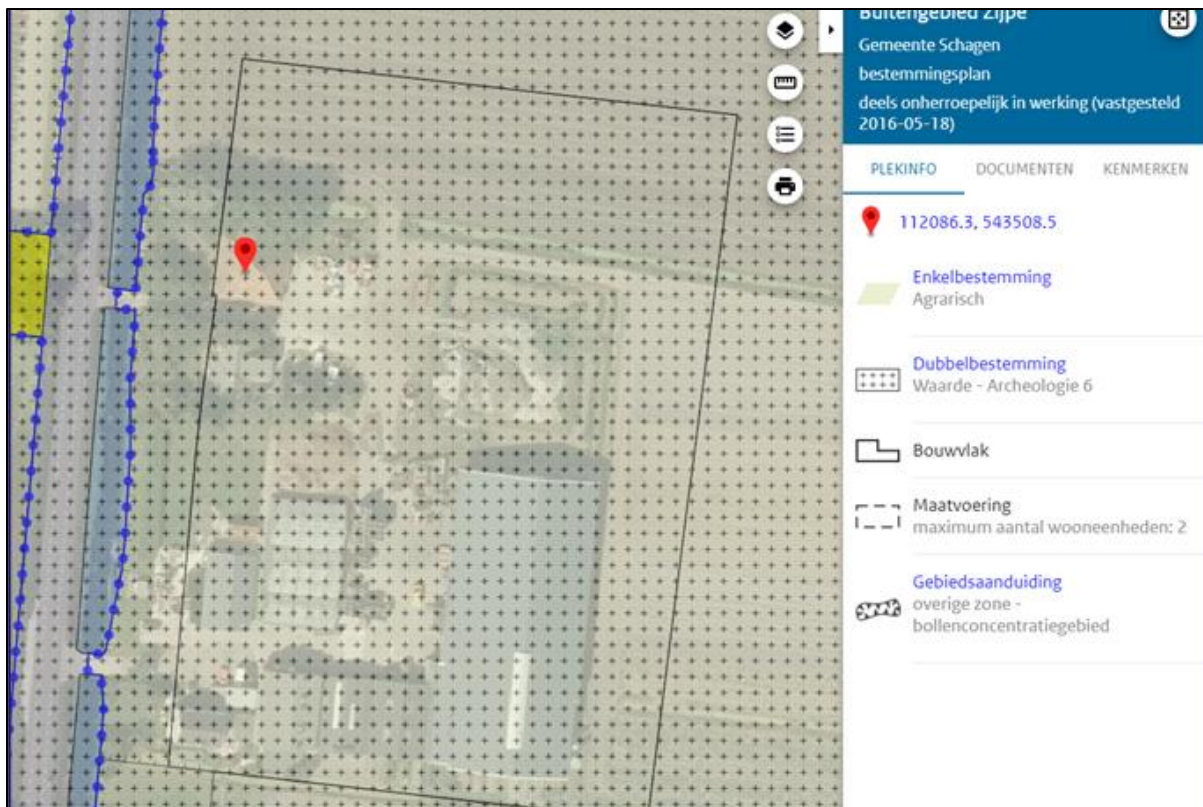 Buitengebied Zijpe
Gemeente Schagen
bestemmingsplan
deels onherroepelijk in werking (vastgesteld
2016-05-18)
PLEKINFO DOCUMENTEN KENMERKEN
112086.3, 543508.5
Enkelbestemming
Agrarisch
Dubbelbestemming
Waarde - Archeologie 6
Bouwvlak
Maatvoering
maximum aantal wooneenheden: 2
Gebiedsaanduiding
overige zone -
bollenconcentratiegebied